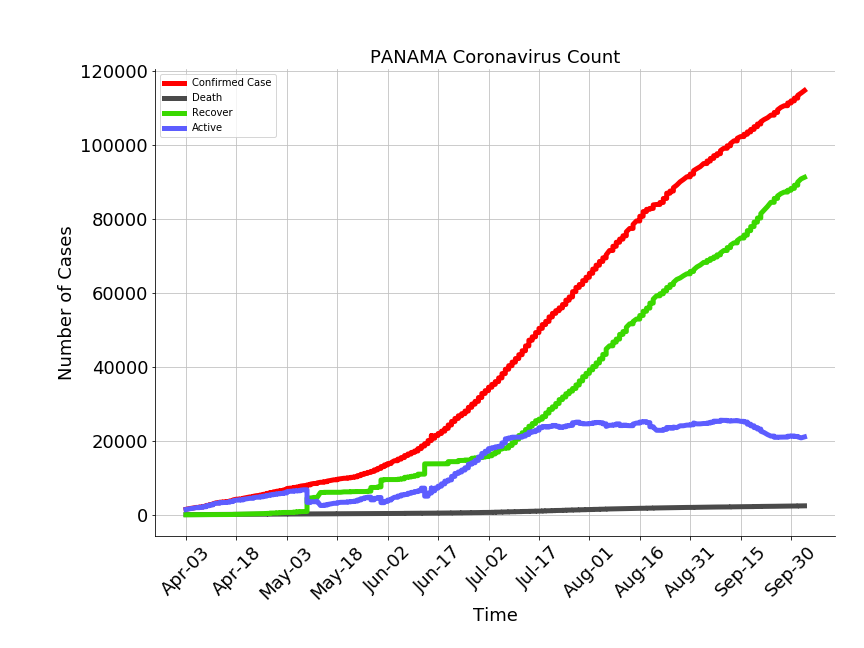 PANAMA Coronavirus Count
Confirmed Case
Death
Recover
Active
Number of Cases
120000
100000
80000
60000
40000
20000
0
Apr-03
Apr-18
May-03
May-18
Jun-02
Jun-17
Jul-02
Jul-17
Aug-01
Aug-16
Aug-31
Sep-15
Sep-30
Time